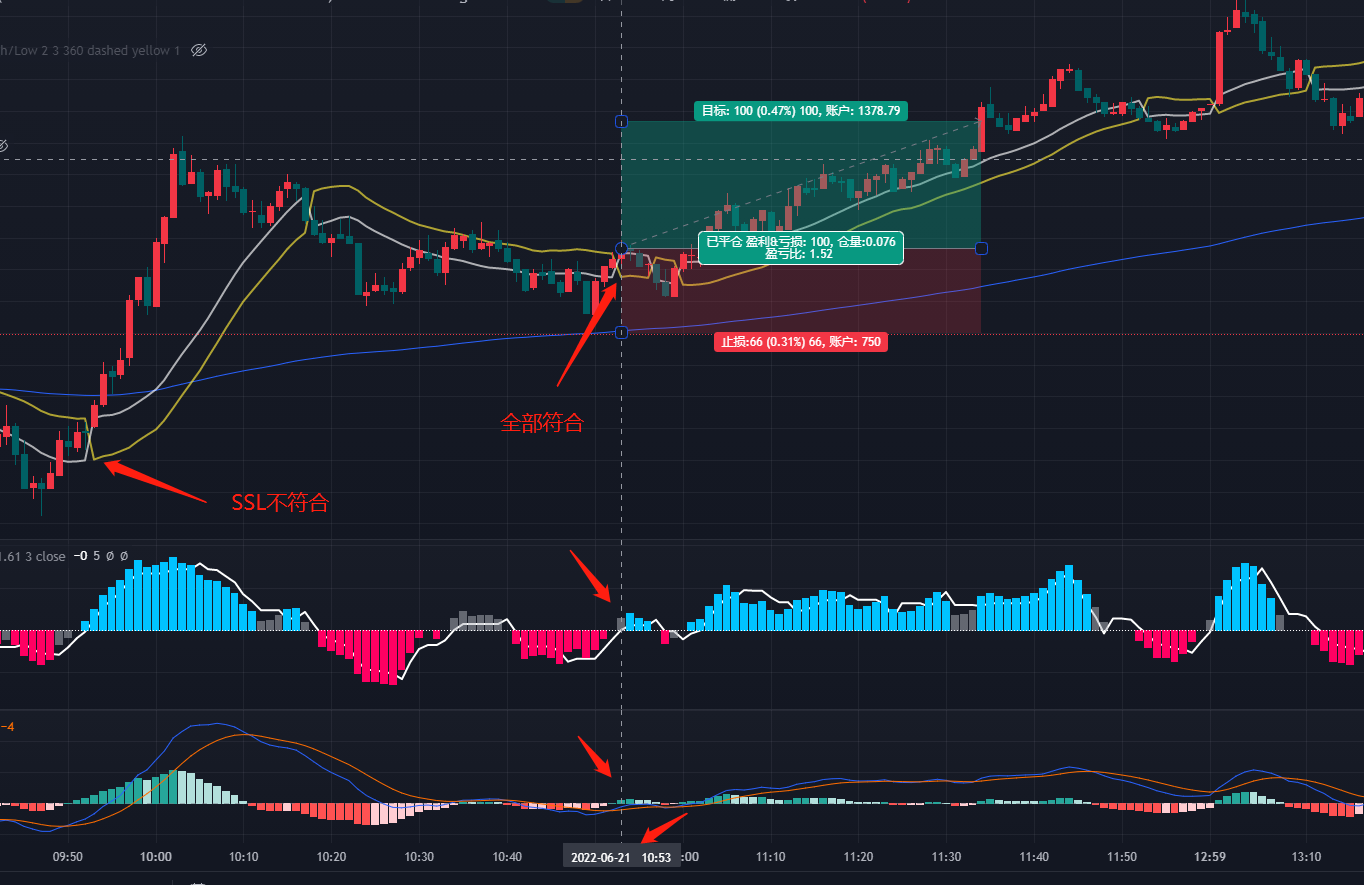 h/Low 2 3 360 dashed yellow 1
目标: 100 (0.47%) 100, 账户: 1378.79
已平仓 盈利&亏损: 100, 仓量:0.076
盈亏比: 1.52
止损:66 (0.31%) 66, 账户: 750
全部符合
SSL不符合
1.61 3 close −0 5 ∅ ∅
−4
09:50 10:00 10:10 10:20 10:30 10:40 2022-06-21 10:53 :00 11:10 11:20 11:30 11:40 11:50 12:59 13:10